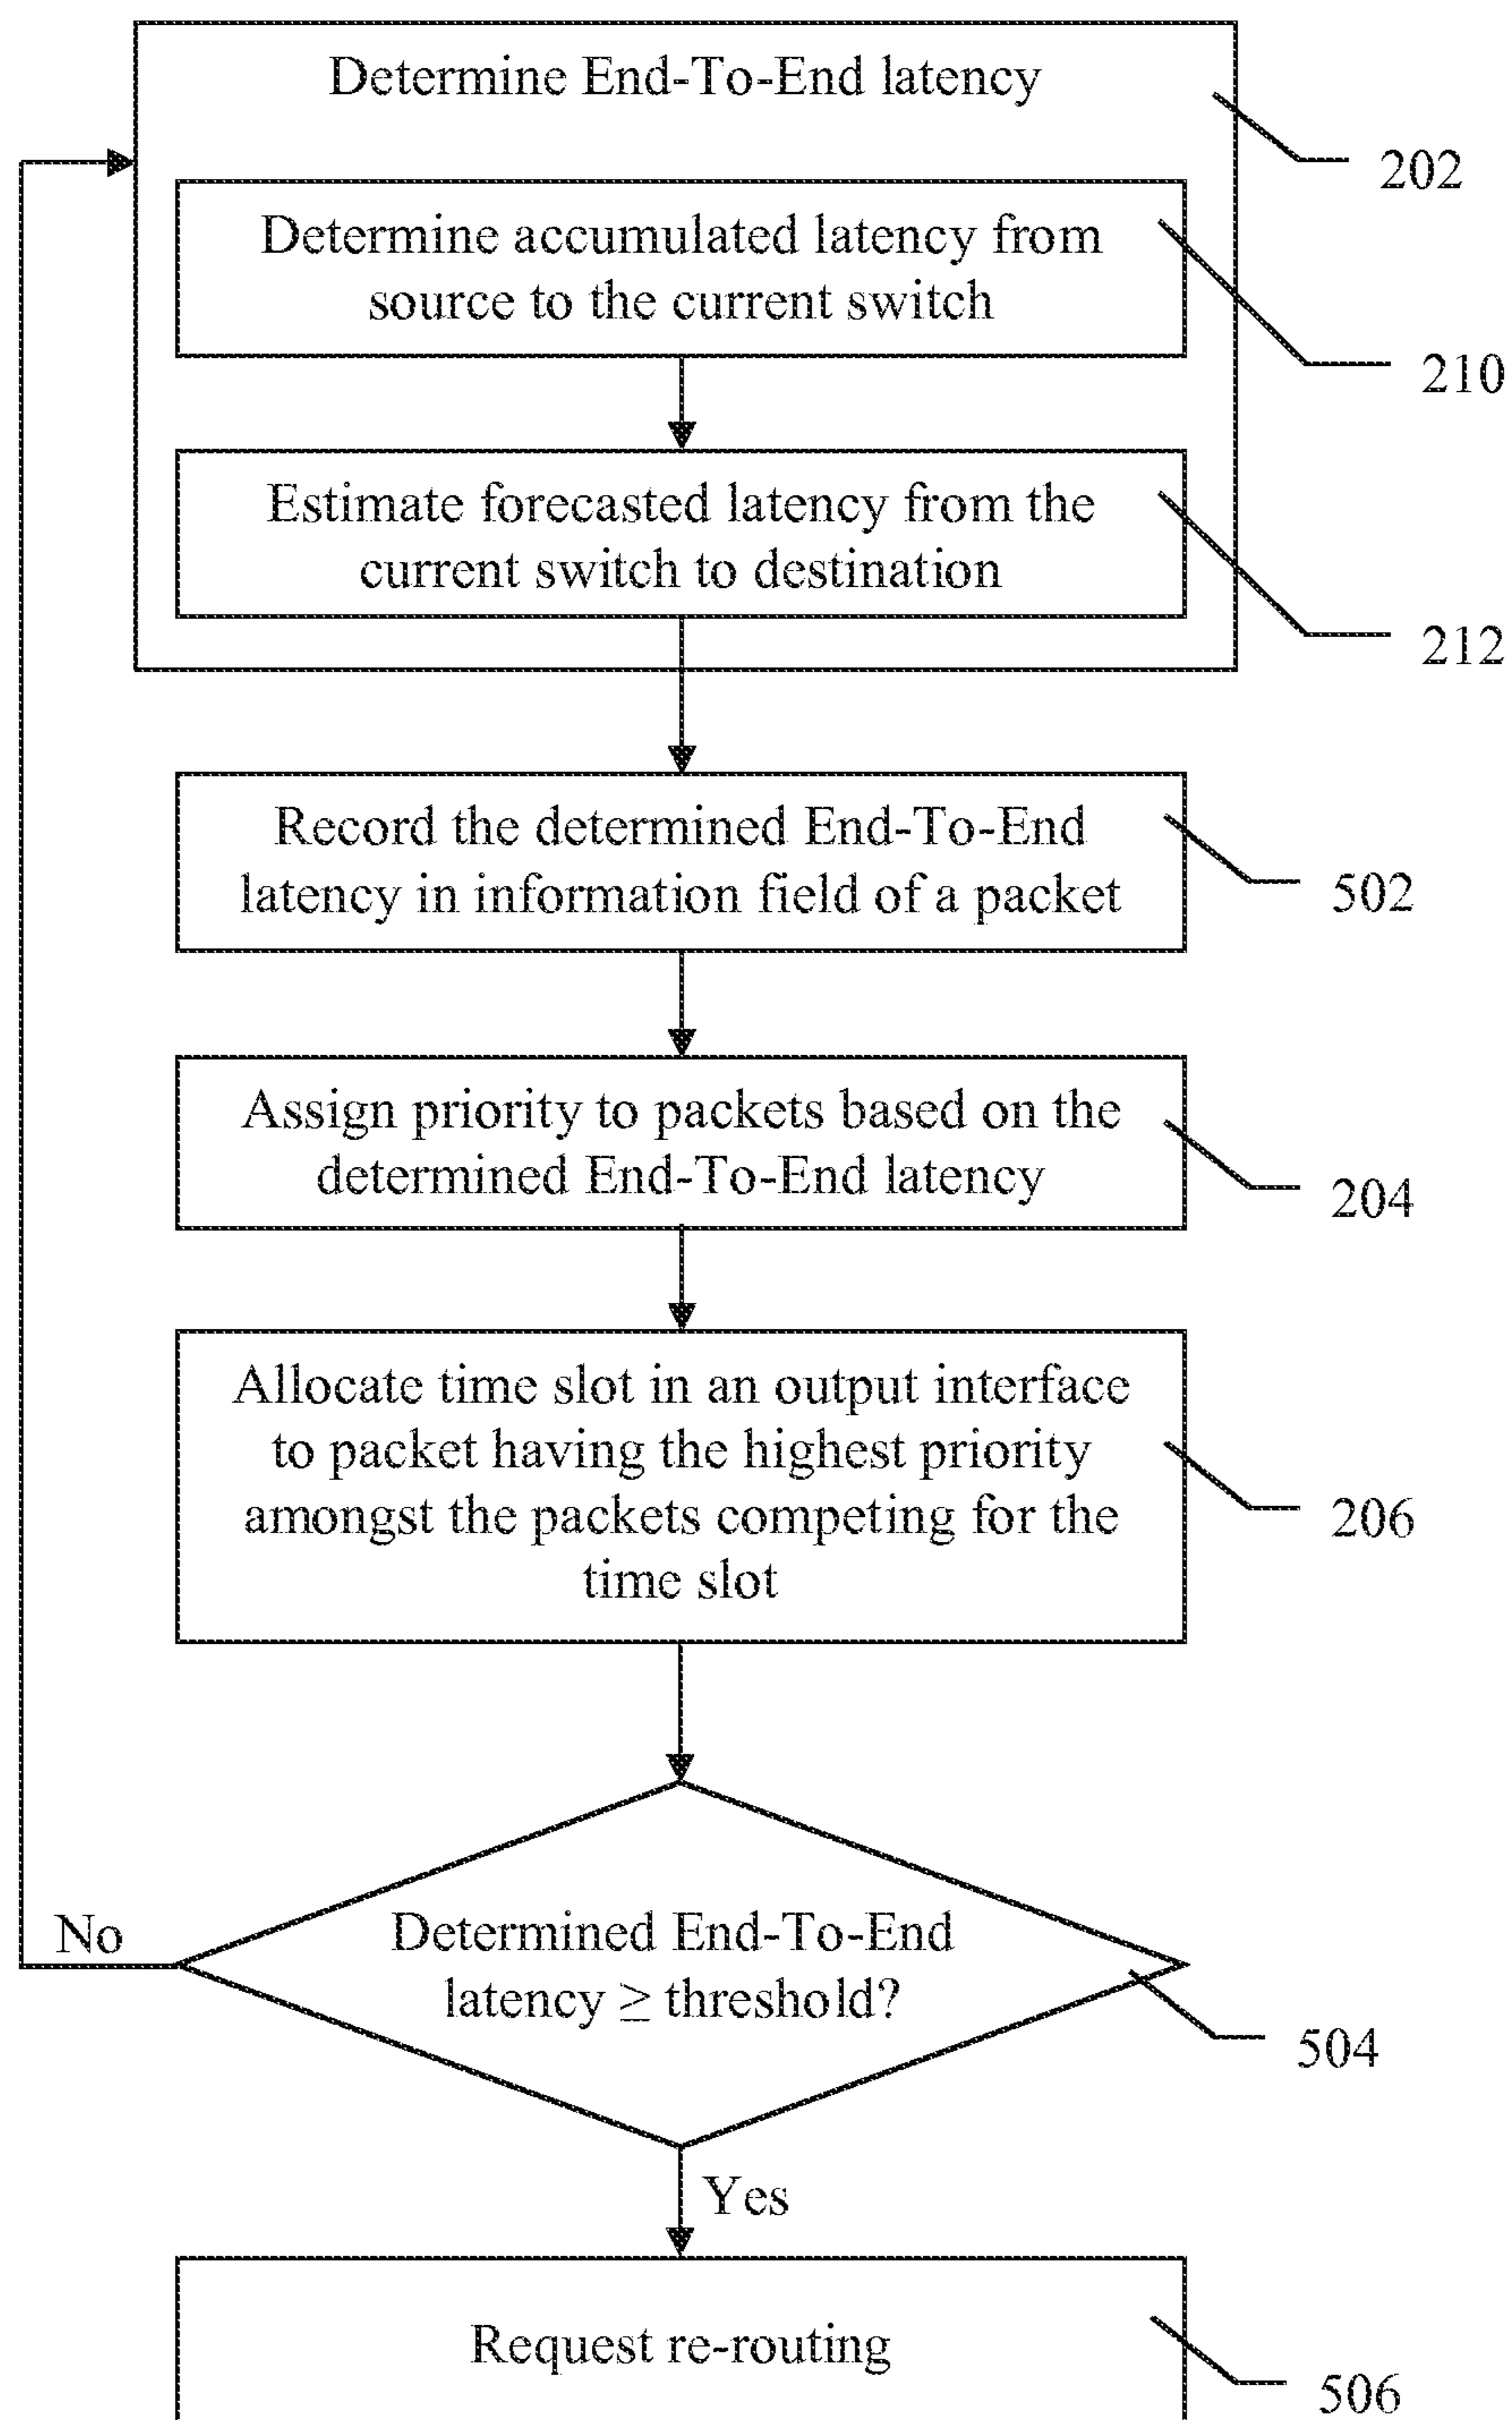 Determine End-To-End latency
202
Determine accumulated latency from
source to the current switch
210
Estimate forecasted latency from the
current switch to destination
212
Record the determined End-To-End
latency in information field of a packet
502
Assign priority to packets based on the
determined End-To-End latency
204
Allocate time slot in an output interface
to packet having the highest priority
amongst the packets competing for the
time slot
206
No
Determined End-To-End
latency ≥ threshold?
504
Yes
Request re-routing
506